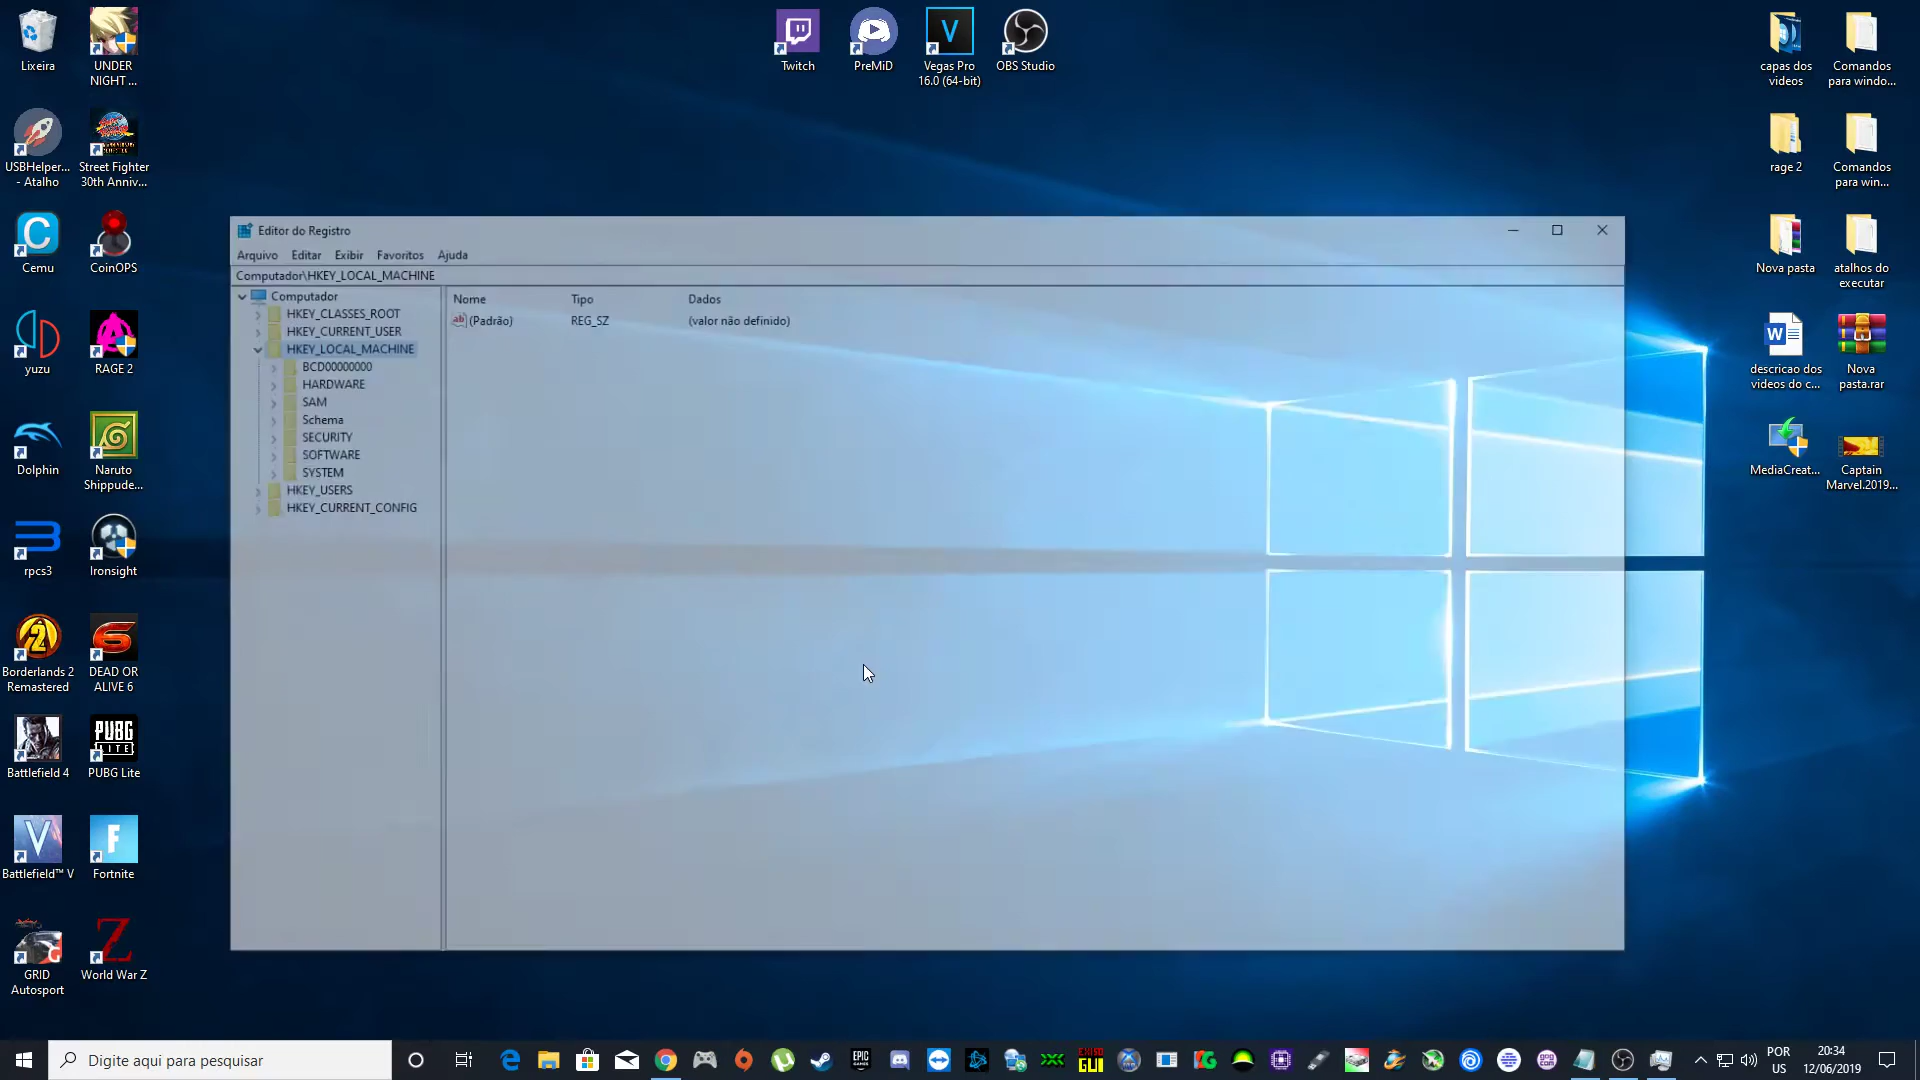 Lixeira
UNDER
NIGHT ...
Twitch
PreMiD
Vegas Pro
16.0 (64-bit)
OBS Studio
capas dos
videos
Comandos
para windo...
USBHelper...
- Atalho
Street Fighter
30th Anniv...
rage 2
Comandos
para win...
Cemu
CoinOPS
Nova pasta
atalhos do
executar
yuzu
RAGE 2
descricao dos
videos do c...
Nova
pasta.rar
Dolphin
Naruto
Shippude...
MediaCreat...
Captain
Marvel.2019...
rpcs3
Ironsight
Borderlands 2
Remastered
DEAD OR
ALIVE 6
Battlefield 4
PUBG
LITE
PUBG Lite
Battlefield™ V
Fortnite
GRID
Autosport
World War Z
Editor do Registro
Arquivo Editar Exibir Favoritos Ajuda
Computador\HKEY_LOCAL_MACHINE
Computador
HKEY_CLASSES_ROOT
HKEY_CURRENT_USER
HKEY_LOCAL_MACHINE
BCD00000000
HARDWARE
SAM
Schema
SECURITY
SOFTWARE
SYSTEM
HKEY_USERS
HKEY_CURRENT_CONFIG
Nome Tipo Dados
ab (Padrão) REG_SZ (valor não definido)
Digite aqui para pesquisar
EPIC
GAMES
GUI
POR
US
20:34
12/06/2019